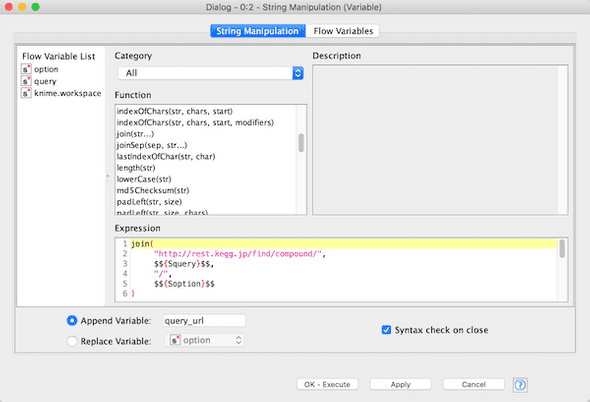 Dialog - 0:2 - String Manipulation (Variable)
String Manipulation
Flow Variables
Flow Variable List
s option
s query
s knime.workspace
Category
All
Description
Function
indexOfChars(str, chars, start)
indexOfChars(str, chars, start, modifiers)
join(str...)
joinSep(sep, str...)
lastIndexOfChar(str, char)
length(str)
lowerCase(str)
md5Checksum(str)
padLeft(str, size)
padLeft(str, size, chars)
Expression
1 join(
2 "http://rest.kegg.jp/find/compound/",
3 $${Squery}$$,
4 "/",
5 $${Soption}$$
6 )
Append Variable: query_url
Replace Variable: s option
Syntax check on close
OK - Execute
Apply
Cancel
?